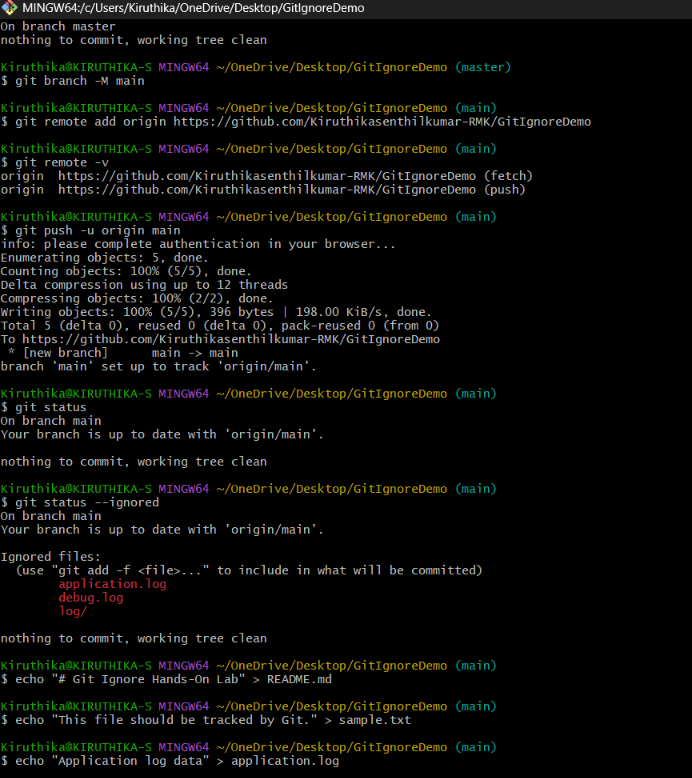 MINGW64:/c/Users/Kiruthika/OneDrive/Desktop/GitIgnoreDemo
On branch master
nothing to commit, working tree clean
Kiruthika@KIRUTHIKA-S MINGW64 ~/OneDrive/Desktop/GitIgnoreDemo (master)
$ git branch -M main
Kiruthika@KIRUTHIKA-S MINGW64 ~/OneDrive/Desktop/GitIgnoreDemo (main)
$ git remote add origin https://github.com/Kiruthikasenthilkumar-RMK/GitIgnoreDemo
Kiruthika@KIRUTHIKA-S MINGW64 ~/OneDrive/Desktop/GitIgnoreDemo (main)
$ git remote -v
origin  https://github.com/Kiruthikasenthilkumar-RMK/GitIgnoreDemo (fetch)
origin  https://github.com/Kiruthikasenthilkumar-RMK/GitIgnoreDemo (push)
Kiruthika@KIRUTHIKA-S MINGW64 ~/OneDrive/Desktop/GitIgnoreDemo (main)
$ git push -u origin main
info: please complete authentication in your browser...
Enumerating objects: 5, done.
Counting objects: 100% (5/5), done.
Delta compression using up to 12 threads
Compressing objects: 100% (2/2), done.
Writing objects: 100% (5/5), 396 bytes | 198.00 KiB/s, done.
Total 5 (delta 0), reused 0 (delta 0), pack-reused 0 (from 0)
To https://github.com/Kiruthikasenthilkumar-RMK/GitIgnoreDemo
 * [new branch]      main -> main
branch 'main' set up to track 'origin/main'.
Kiruthika@KIRUTHIKA-S MINGW64 ~/OneDrive/Desktop/GitIgnoreDemo (main)
$ git status
On branch main
Your branch is up to date with 'origin/main'.
nothing to commit, working tree clean
Kiruthika@KIRUTHIKA-S MINGW64 ~/OneDrive/Desktop/GitIgnoreDemo (main)
$ git status --ignored
On branch main
Your branch is up to date with 'origin/main'.
Ignored files:
  (use "git add -f <file>..." to include in what will be committed)
        application.log
        debug.log
        log/
nothing to commit, working tree clean
Kiruthika@KIRUTHIKA-S MINGW64 ~/OneDrive/Desktop/GitIgnoreDemo (main)
$ echo "# Git Ignore Hands-On Lab" > README.md
Kiruthika@KIRUTHIKA-S MINGW64 ~/OneDrive/Desktop/GitIgnoreDemo (main)
$ echo "This file should be tracked by Git." > sample.txt
Kiruthika@KIRUTHIKA-S MINGW64 ~/OneDrive/Desktop/GitIgnoreDemo (main)
$ echo "Application log data" > application.log